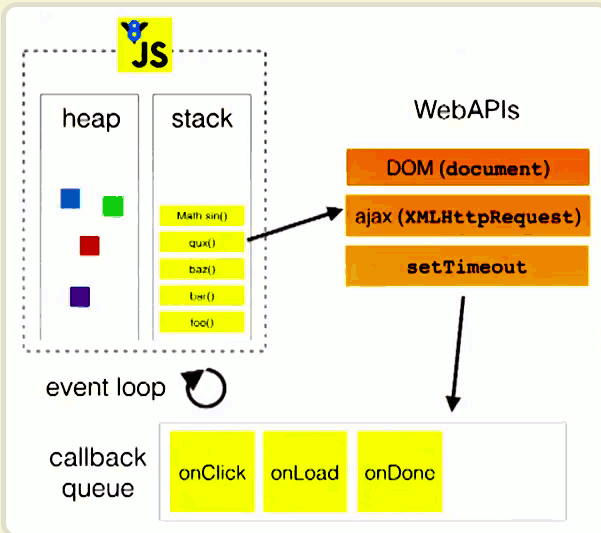 8
JS
heap
stack
WebAPIs
DOM (document)
ajax (XMLHttpRequest)
setTimeout
Math sin()
qux()
baz()
bar()
foo()
event loop
callback
queue
onClick
onLoad
onDone